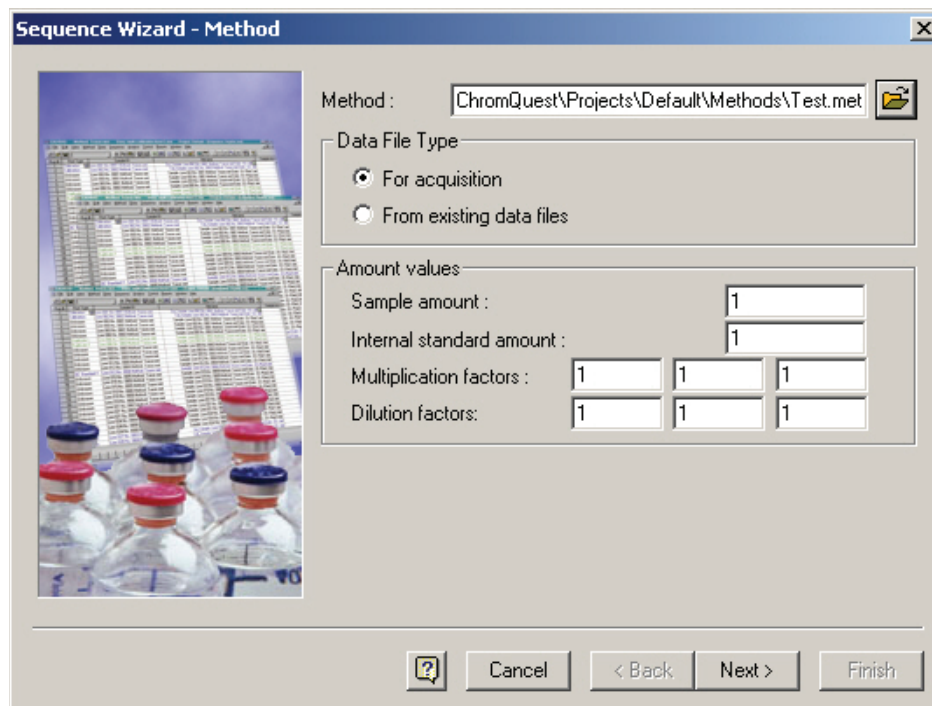 Sequence Wizard - Method
Method : ChromQuest\Projects\Default\Methods\Test.met
Data File Type
For acquisition
From existing data files
Amount values
Sample amount : 1
Internal standard amount : 1
Multiplication factors : 1 1 1
Dilution factors: 1 1 1
? Cancel < Back Next > Finish